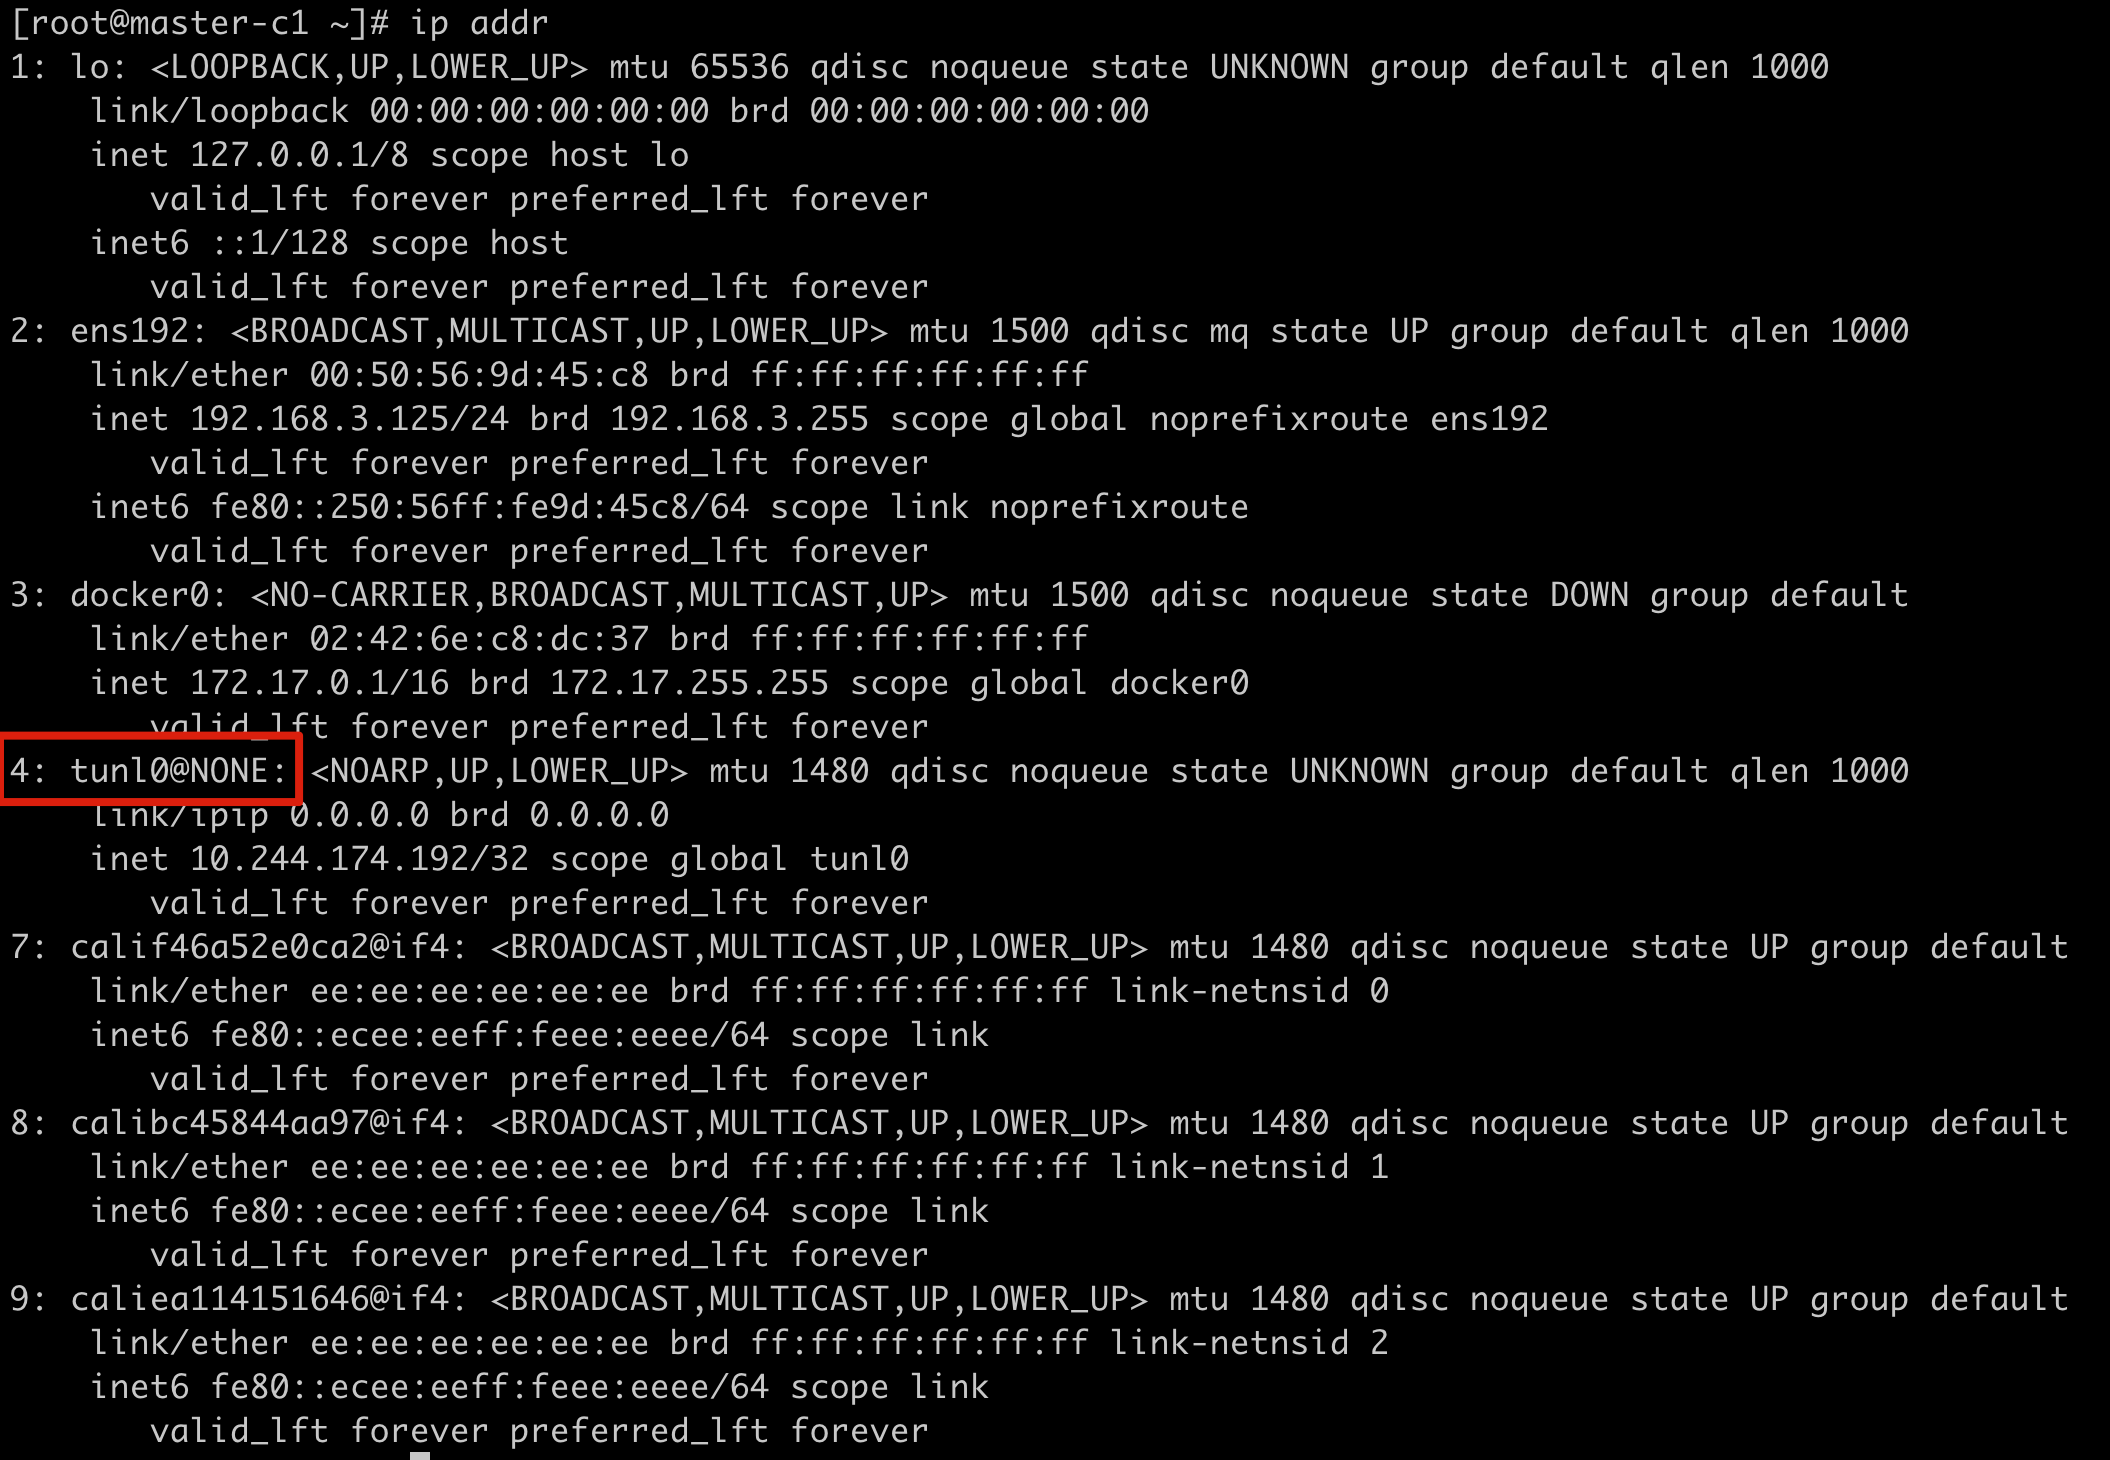 [root@master-c1 ~]# ip addr
1: lo: <LOOPBACK,UP,LOWER_UP> mtu 65536 qdisc noqueue state UNKNOWN group default qlen 1000
    link/loopback 00:00:00:00:00:00 brd 00:00:00:00:00:00
    inet 127.0.0.1/8 scope host lo
       valid_lft forever preferred_lft forever
    inet6 ::1/128 scope host
       valid_lft forever preferred_lft forever
2: ens192: <BROADCAST,MULTICAST,UP,LOWER_UP> mtu 1500 qdisc mq state UP group default qlen 1000
    link/ether 00:50:56:9d:45:c8 brd ff:ff:ff:ff:ff:ff
    inet 192.168.3.125/24 brd 192.168.3.255 scope global noprefixroute ens192
       valid_lft forever preferred_lft forever
    inet6 fe80::250:56ff:fe9d:45c8/64 scope link noprefixroute
       valid_lft forever preferred_lft forever
3: docker0: <NO-CARRIER,BROADCAST,MULTICAST,UP> mtu 1500 qdisc noqueue state DOWN group default
    link/ether 02:42:6e:c8:dc:37 brd ff:ff:ff:ff:ff:ff
    inet 172.17.0.1/16 brd 172.17.255.255 scope global docker0
       valid_lft forever preferred_lft forever
4: tunl0@NONE: <NOARP,UP,LOWER_UP> mtu 1480 qdisc noqueue state UNKNOWN group default qlen 1000
    link/ipip 0.0.0.0 brd 0.0.0.0
    inet 10.244.174.192/32 scope global tunl0
       valid_lft forever preferred_lft forever
7: calif46a52e0ca2@if4: <BROADCAST,MULTICAST,UP,LOWER_UP> mtu 1480 qdisc noqueue state UP group default
    link/ether ee:ee:ee:ee:ee:ee brd ff:ff:ff:ff:ff:ff link-netnsid 0
    inet6 fe80::ecee:eeff:feee:eeee/64 scope link
       valid_lft forever preferred_lft forever
8: calibc45844aa97@if4: <BROADCAST,MULTICAST,UP,LOWER_UP> mtu 1480 qdisc noqueue state UP group default
    link/ether ee:ee:ee:ee:ee:ee brd ff:ff:ff:ff:ff:ff link-netnsid 1
    inet6 fe80::ecee:eeff:feee:eeee/64 scope link
       valid_lft forever preferred_lft forever
9: caliea114151646@if4: <BROADCAST,MULTICAST,UP,LOWER_UP> mtu 1480 qdisc noqueue state UP group default
    link/ether ee:ee:ee:ee:ee:ee brd ff:ff:ff:ff:ff:ff link-netnsid 2
    inet6 fe80::ecee:eeff:feee:eeee/64 scope link
       valid_lft forever preferred_lft forever